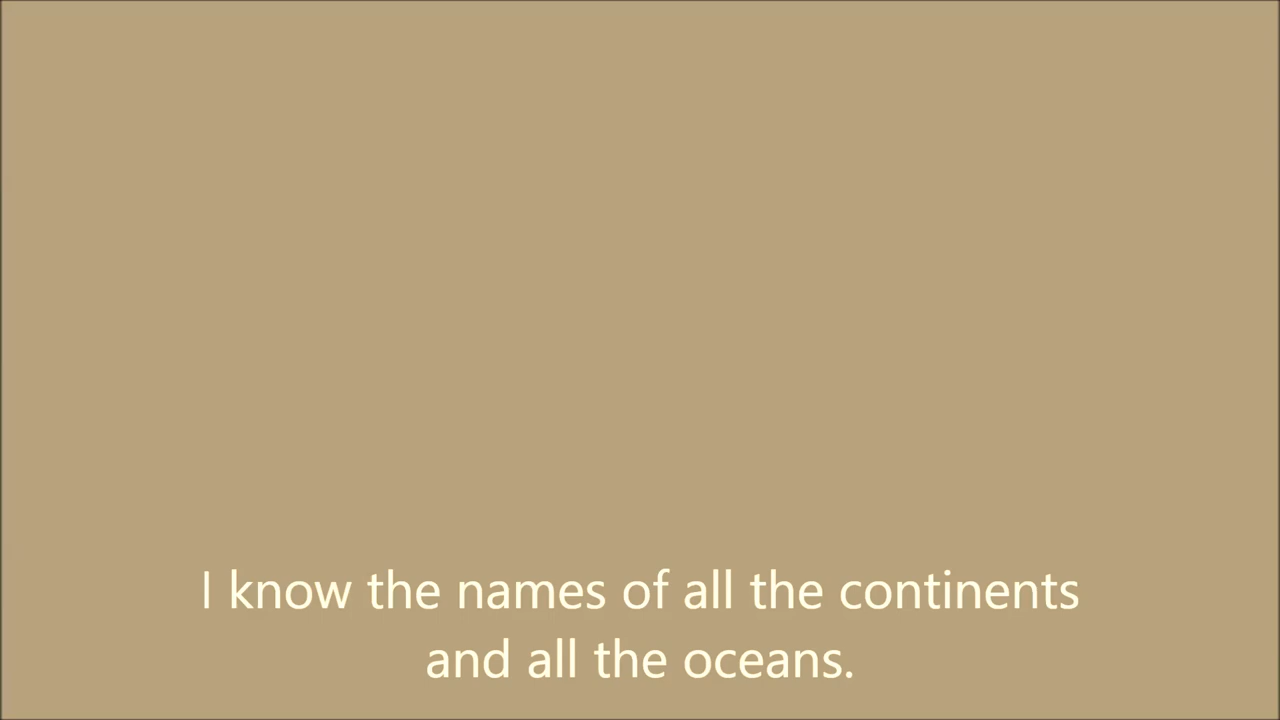 I know the names of all the continents
and all the oceans.